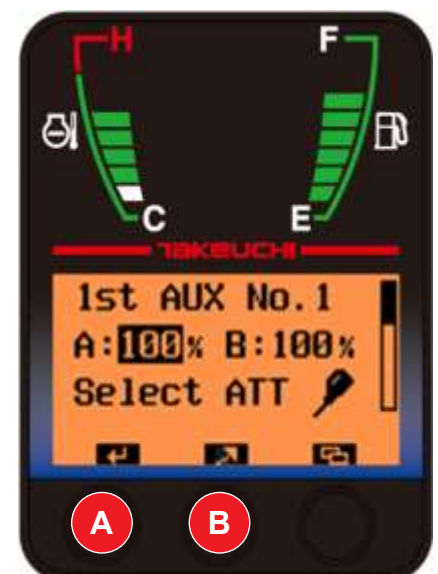 H F
C E
TAKEUCHI
1st AUX No.1
A:100% B:100%
Select ATT
A B